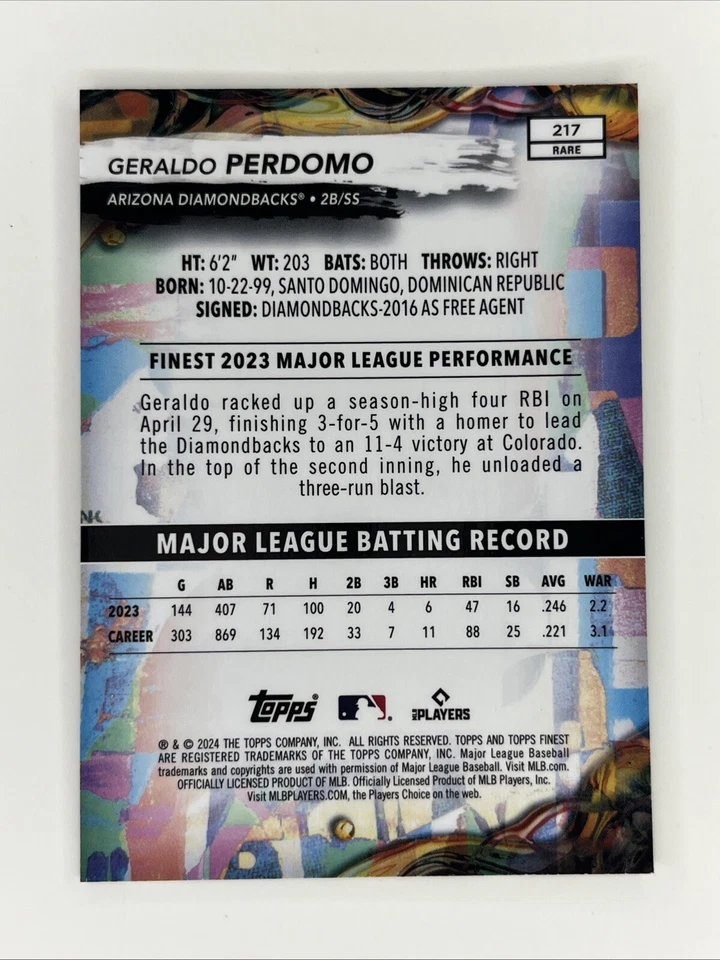 217
RARE
GERALDO PERDOMO
ARIZONA DIAMONDBACKS® • 2B/SS
HT: 6'2" WT: 203 BATS: BOTH THROWS: RIGHT
BORN: 10-22-99, SANTO DOMINGO, DOMINICAN REPUBLIC
SIGNED: DIAMONDBACKS-2016 AS FREE AGENT
FINEST 2023 MAJOR LEAGUE PERFORMANCE
Geraldo racked up a season-high four RBI on
April 29, finishing 3-for-5 with a homer to lead
the Diamondbacks to an 11-4 victory at Colorado.
In the top of the second inning, he unloaded a
three-run blast.
NK
MAJOR LEAGUE BATTING RECORD
G AB R H 2B 3B HR RBI SB AVG WAR
2023 144 407 71 100 20 4 6 47 16 .246 2.2
CAREER 303 869 134 192 33 7 11 88 25 .221 3.1
Topps®
MLB PLAYERS
® & © 2024 THE TOPPS COMPANY, INC. ALL RIGHTS RESERVED. TOPPS AND TOPPS FINEST
ARE REGISTERED TRADEMARKS OF THE TOPPS COMPANY, INC. Major League Baseball
trademarks and copyrights are used with permission of Major League Baseball. Visit MLB.com.
OFFICIALLY LICENSED PRODUCT OF MLB. Officially Licensed Product of MLB Players, Inc.
Visit MLBPLAYERS.COM, the Players Choice on the web.